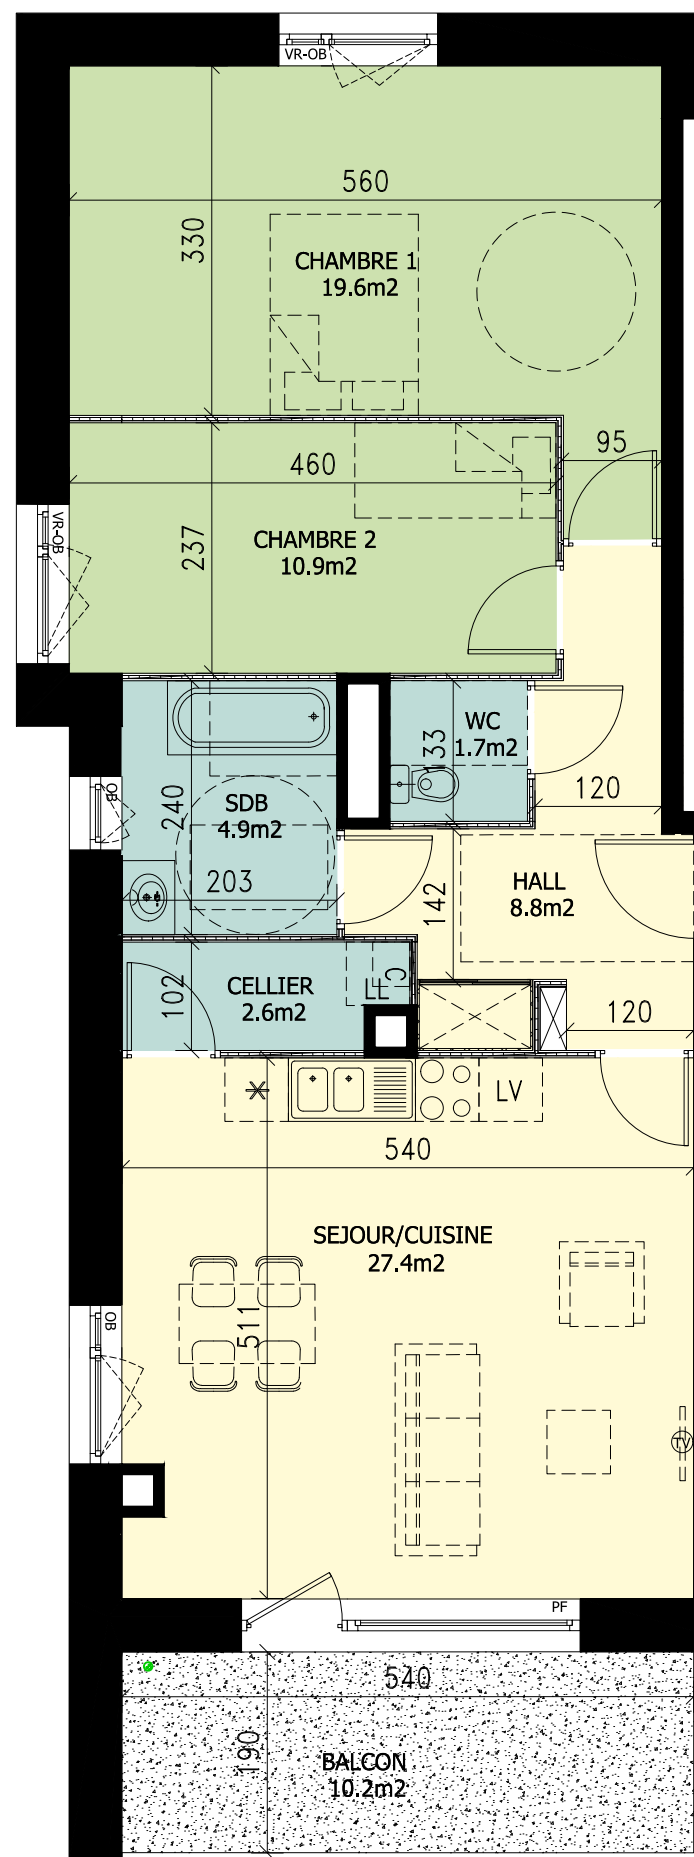 VR-OB
560
330
CHAMBRE 1
19.6m2
95
460
VR-OB
237
CHAMBRE 2
10.9m2
WC
1.7m2
133
OB
240
SDB
4.9m2
120
203
HALL
8.8m2
142
102
CELLIER
2.6m2
C
LL
120
LV
540
SEJOUR/CUISINE
27.4m2
OB
511
TV
PF
540
190
BALCON
10.2m2